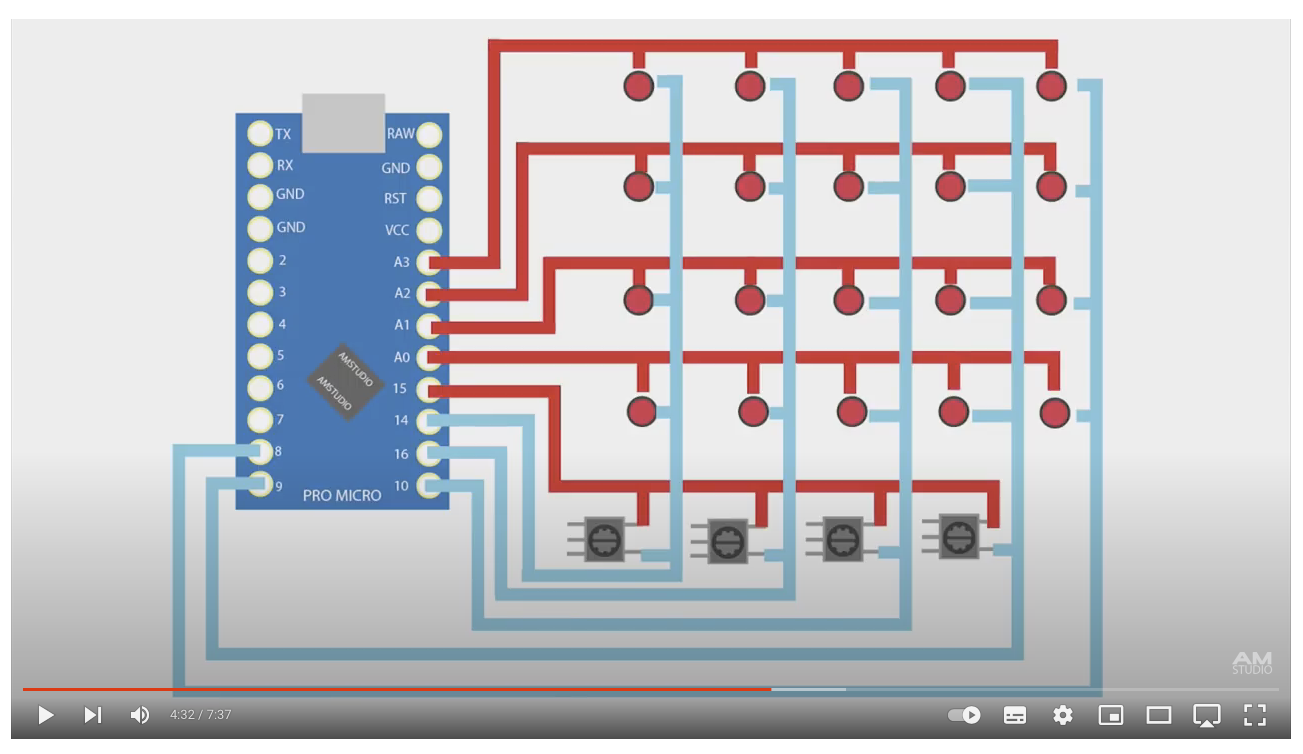 TX
RAW
RX
GND
GND
RST
GND
VCC
2
A3
3
A2
4
A1
5
A0
6
15
7
14
8
16
9
10
AMSTUDIO
AMSTUDIO
PRO MICRO
AM
STUDIO
4:32 / 7:37